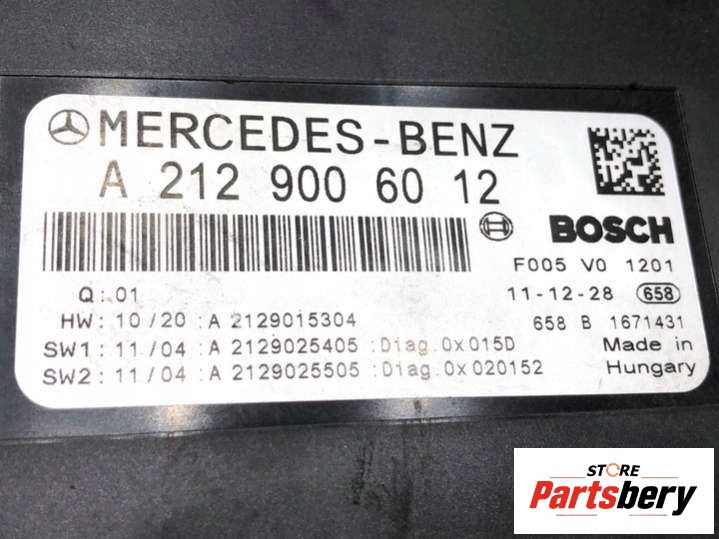 MERCEDES-BENZ
A 212 900 60 12
BOSCH
F005 V0 1201
Q: 01
11-12-28 658
HW: 10/20 :A 2129015304
658 B 1671431
SW1: 11/04 :A 2129025405 :Diag.0x015D
Made in
SW2: 11/04 :A 2129025505 :Diag.0x020152
Hungary
STORE
Partsbery